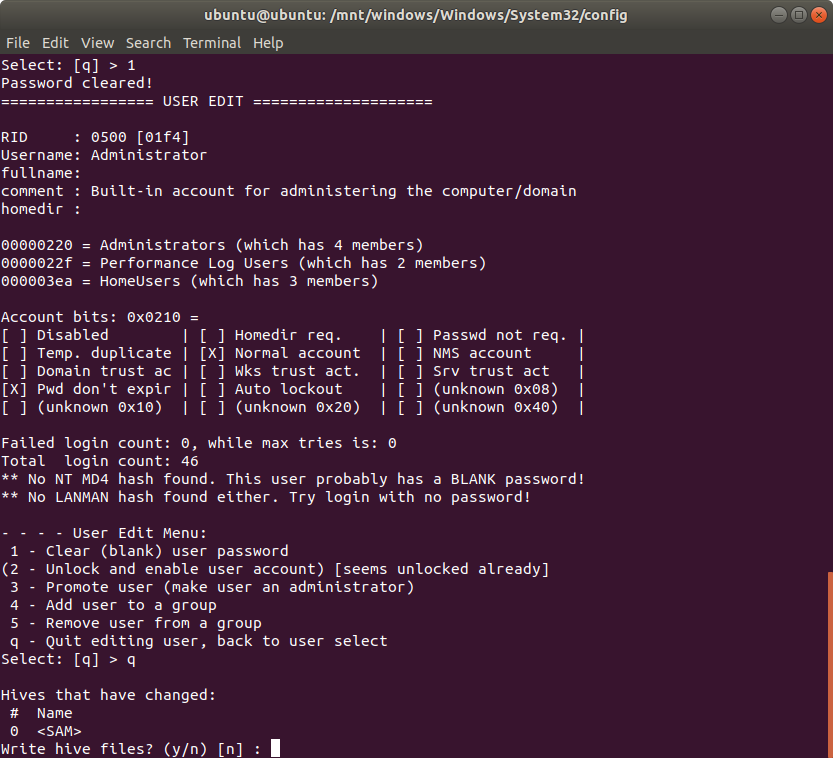 ubuntu@ubuntu: /mnt/windows/Windows/System32/config
File Edit View Search Terminal Help
Select: [q] > 1
Password cleared!
================= USER EDIT ====================
RID     : 0500 [01f4]
Username: Administrator
fullname:
comment : Built-in account for administering the computer/domain
homedir :
00000220 = Administrators (which has 4 members)
0000022f = Performance Log Users (which has 2 members)
000003ea = HomeUsers (which has 3 members)
Account bits: 0x0210 =
[ ] Disabled        | [ ] Homedir req.    | [ ] Passwd not req. |
[ ] Temp. duplicate | [X] Normal account  | [ ] NMS account     |
[ ] Domain trust ac | [ ] Wks trust act.  | [ ] Srv trust act   |
[X] Pwd don't expir | [ ] Auto lockout    | [ ] (unknown 0x08)  |
[ ] (unknown 0x10)  | [ ] (unknown 0x20)  | [ ] (unknown 0x40)  |
Failed login count: 0, while max tries is: 0
Total  login count: 46
** No NT MD4 hash found. This user probably has a BLANK password!
** No LANMAN hash found either. Try login with no password!
- - - - User Edit Menu:
 1 - Clear (blank) user password
(2 - Unlock and enable user account) [seems unlocked already]
 3 - Promote user (make user an administrator)
 4 - Add user to a group
 5 - Remove user from a group
 q - Quit editing user, back to user select
Select: [q] > q
Hives that have changed:
 #  Name
 0  <SAM>
Write hive files? (y/n) [n] :